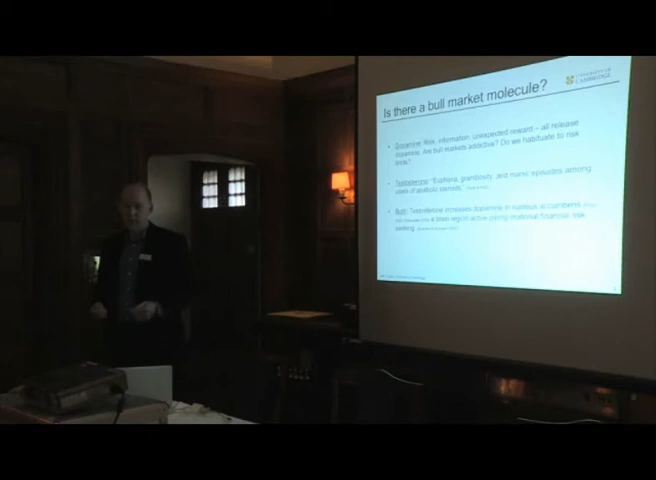 Is there a bull market molecule?
UNIVERSITY OF
CAMBRIDGE
• Dopamine: Risk, information, unexpected reward – all release
dopamine. Are bull markets addictive? Do we habituate to risk
• Testosterone: "Euphoria, grandiosity, and manic episodes among
users of anabolic steroids."
• Both: Testosterone increases dopamine in nucleus accumbens
a brain region active during irrational financial risk